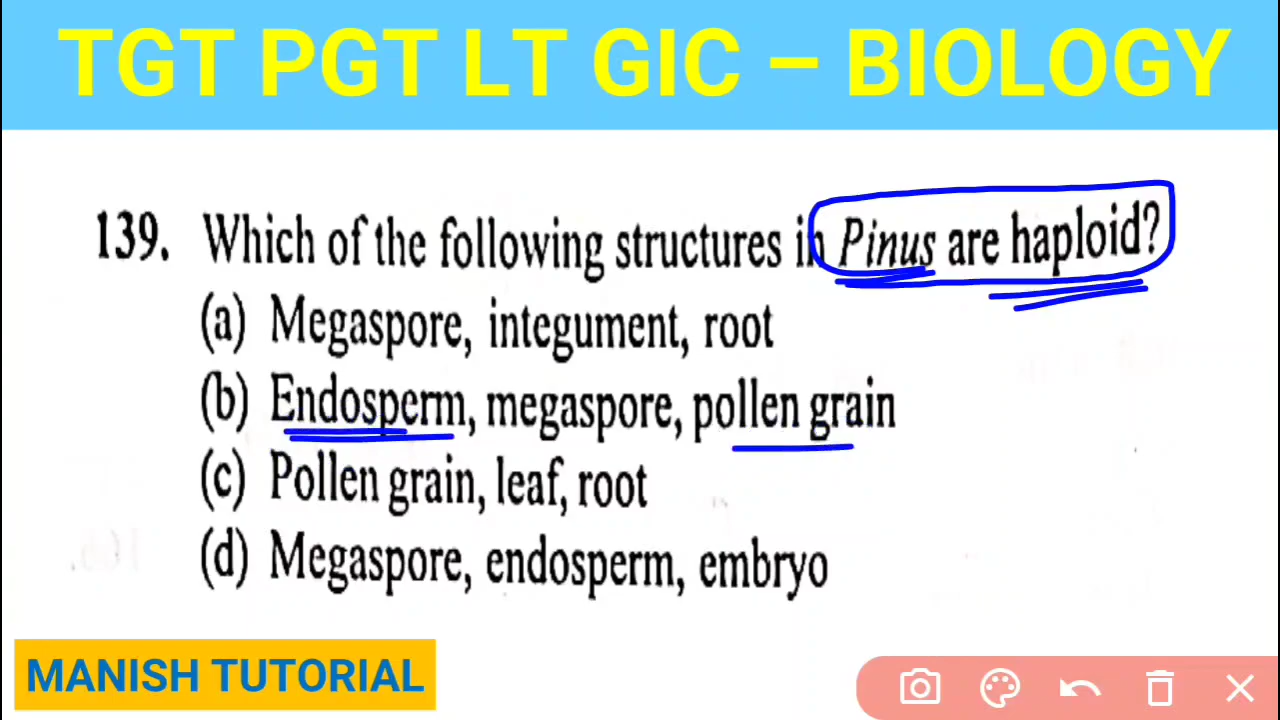 TGT PGT LT GIC – BIOLOGY
139. Which of the following structures in Pinus are haploid?
(a) Megaspore, integument, root
(b) Endosperm, megaspore, pollen grain
(c) Pollen grain, leaf, root
(d) Megaspore, endosperm, embryo
MANISH TUTORIAL